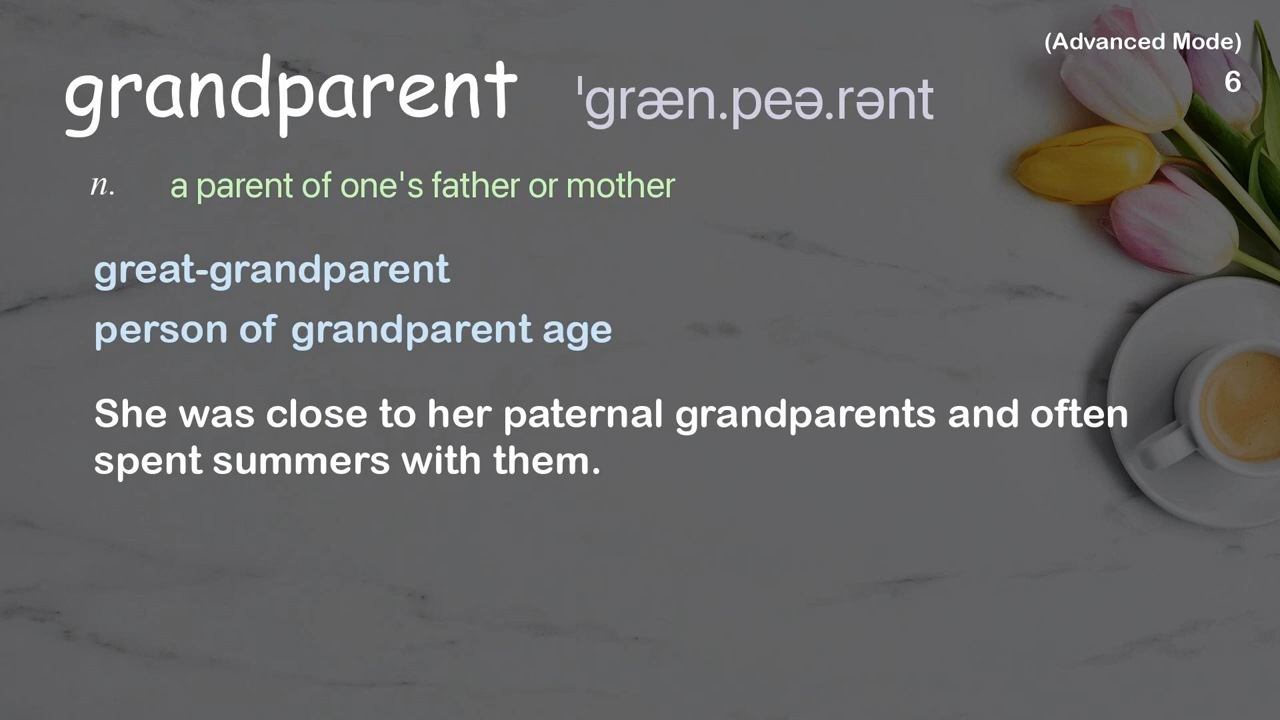 (Advanced Mode)
6
grandparent ˈɡræn.peə.rənt
n. a parent of one's father or mother
great-grandparent
person of grandparent age
She was close to her paternal grandparents and often
spent summers with them.